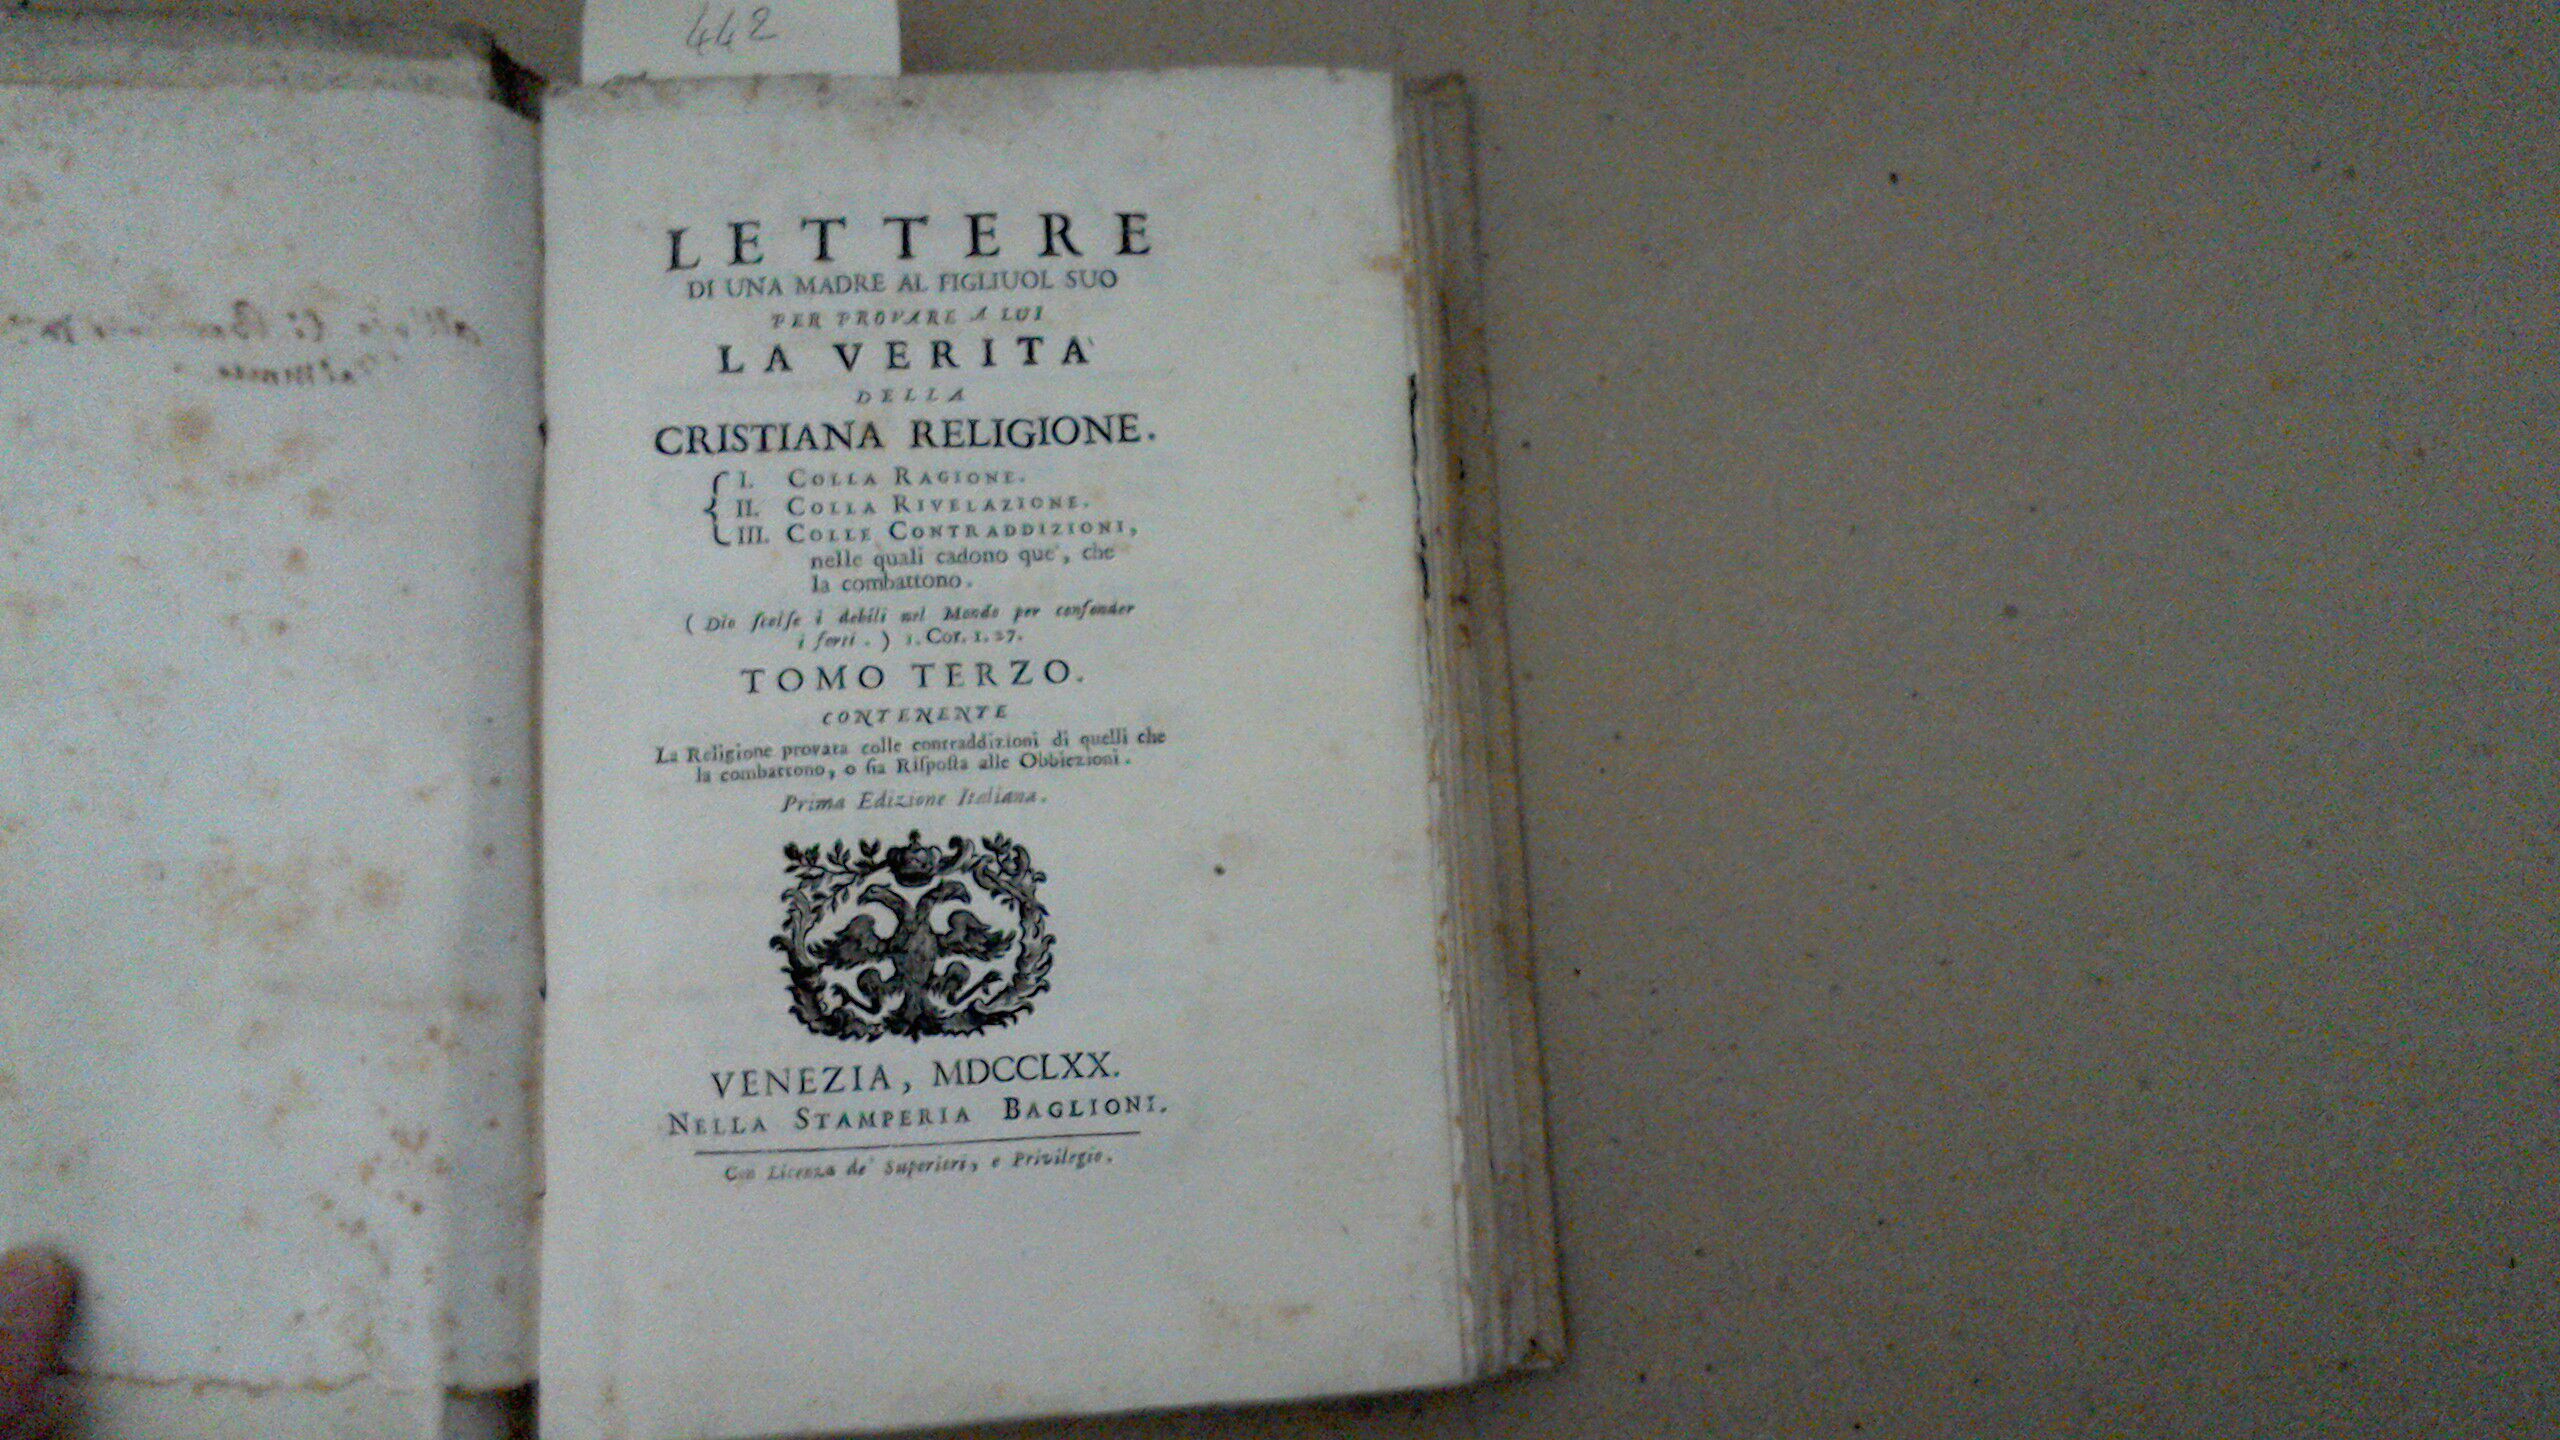 442
LETTERE
DI UNA MADRE AL FIGLIUOL SUO
PER PROVARE A LUI
LA VERITA'
DELLA
CRISTIANA RELIGIONE.
I. COLLA RAGIONE.
II. COLLA RIVELAZIONE.
III. COLLE CONTRADDIZIONI,
nelle quali cadono que', che
la combattono.
( Dio scelse i debili nel Mondo per confonder
i forti . ) 1. Cor. 1. 27.
TOMO TERZO.
CONTENENTE
La Religione provata colle contraddizioni di quelli che
la combattono, o sia Risposta alle Obbiezioni.
Prima Edizione Italiana.
VENEZIA, MDCCLXX.
NELLA STAMPERIA BAGLIONI.
Con Licenza de' Superiori, e Privilegio.